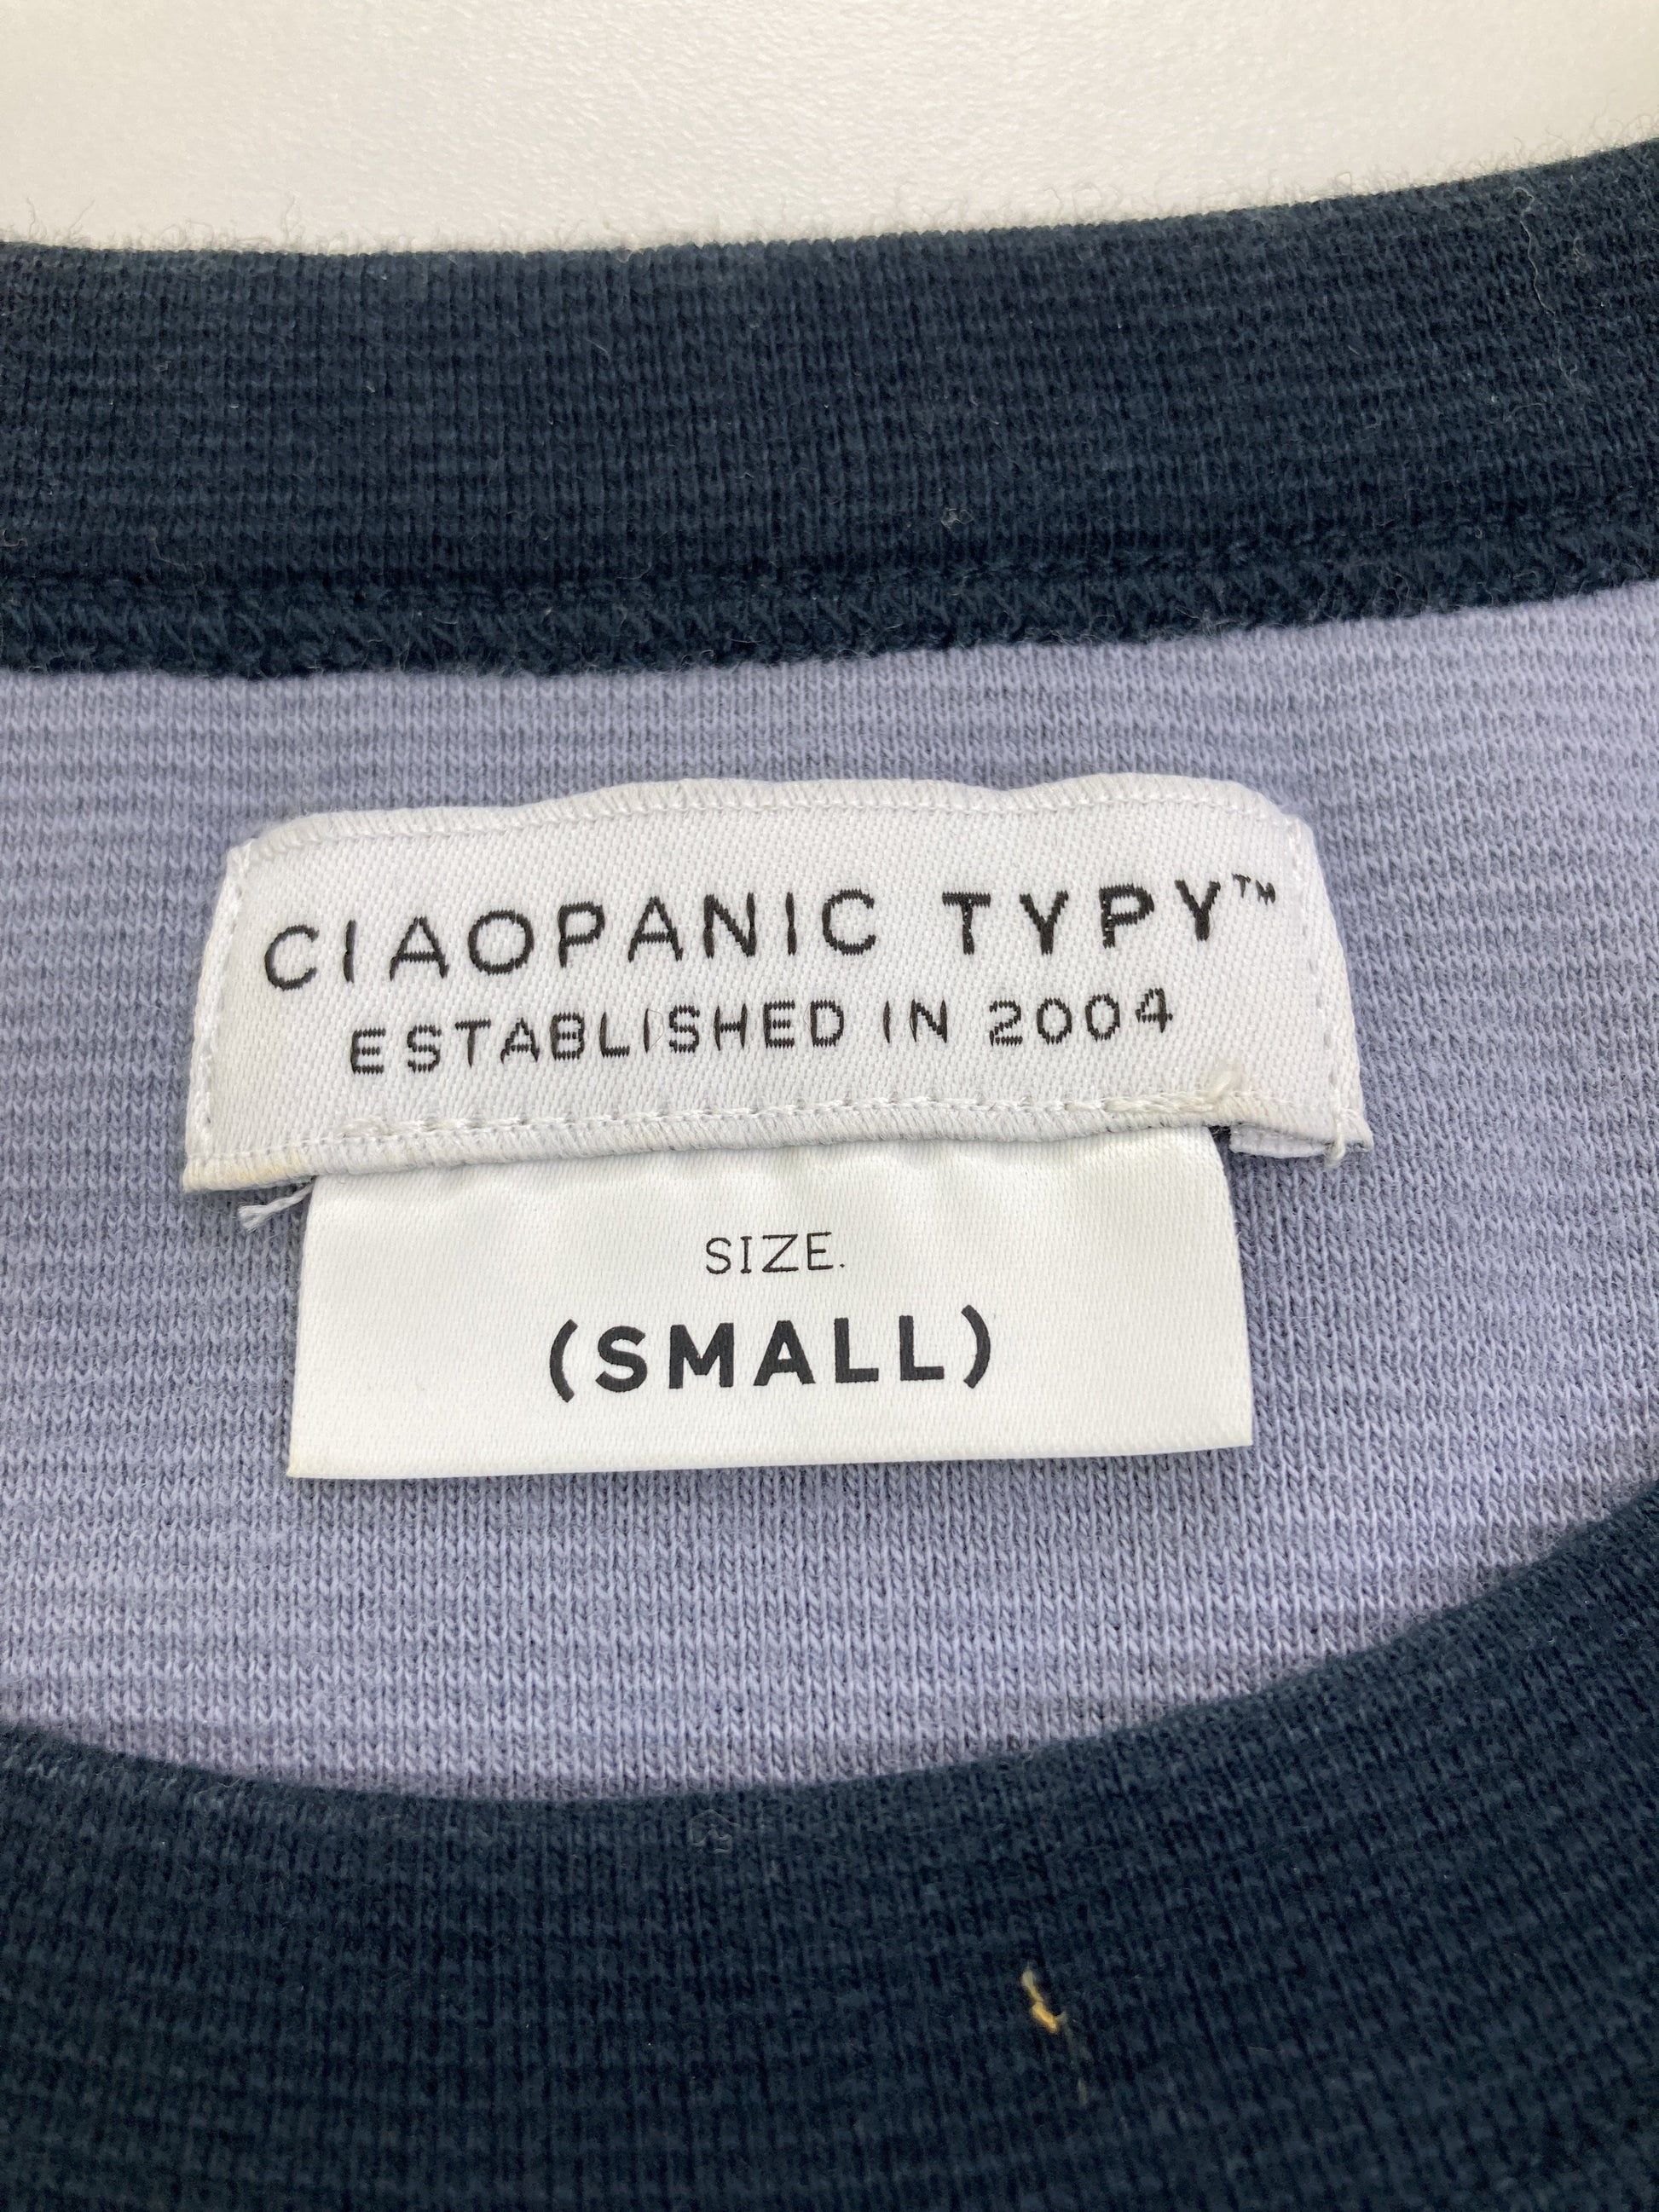 CIAOPANIC TYPY™
ESTABLISHED IN 2004
SIZE.
(SMALL)